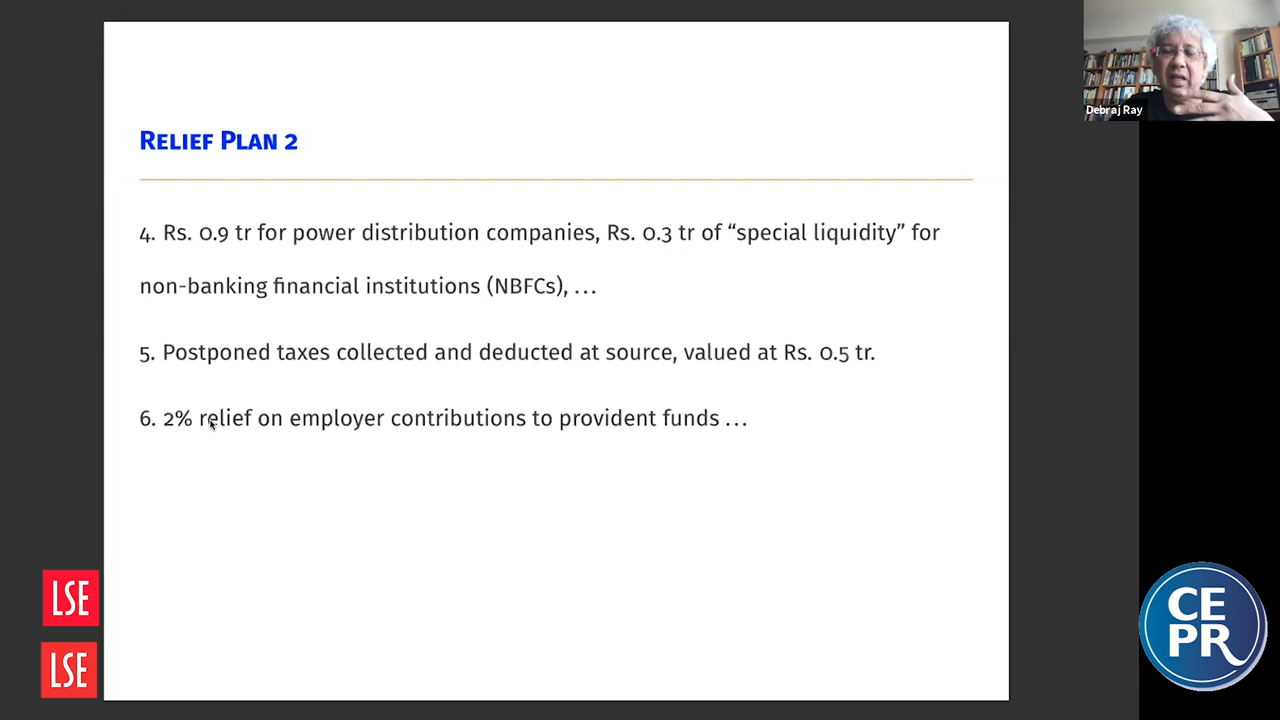 Debraj Ray
RELIEF PLAN 2
4. Rs. 0.9 tr for power distribution companies, Rs. 0.3 tr of “special liquidity” for
non-banking financial institutions (NBFCs), …
5. Postponed taxes collected and deducted at source, valued at Rs. 0.5 tr.
6. 2% relief on employer contributions to provident funds …
LSE
LSE
CE
PR